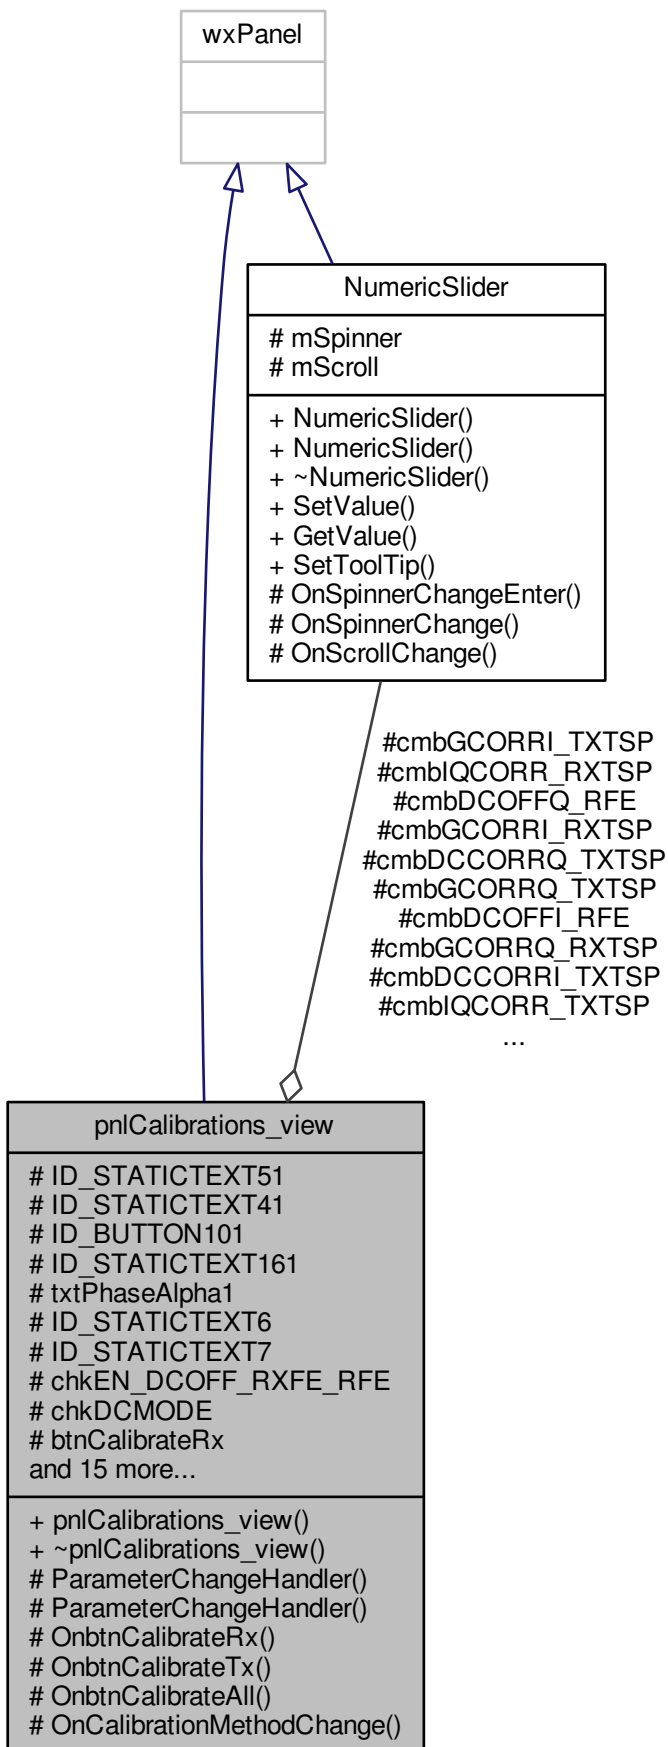 wxPanel
NumericSlider
# mSpinner
# mScroll
+ NumericSlider()
+ NumericSlider()
+ ~NumericSlider()
+ SetValue()
+ GetValue()
+ SetToolTip()
# OnSpinnerChangeEnter()
# OnSpinnerChange()
# OnScrollChange()
#cmbGCORRI_TXTSP
#cmbIQCORR_RXTSP
#cmbDCOFFQ_RFE
#cmbGCORRI_RXTSP
#cmbDCCORRQ_TXTSP
#cmbGCORRQ_TXTSP
#cmbDCOFFI_RFE
#cmbGCORRQ_RXTSP
#cmbDCCORRI_TXTSP
#cmbIQCORR_TXTSP
...
pnlCalibrations_view
# ID_STATICTEXT51
# ID_STATICTEXT41
# ID_BUTTON101
# ID_STATICTEXT161
# txtPhaseAlpha1
# ID_STATICTEXT6
# ID_STATICTEXT7
# chkEN_DCOFF_RXFE_RFE
# chkDCMODE
# btnCalibrateRx
and 15 more...
+ pnlCalibrations_view()
+ ~pnlCalibrations_view()
# ParameterChangeHandler()
# ParameterChangeHandler()
# OnbtnCalibrateRx()
# OnbtnCalibrateTx()
# OnbtnCalibrateAll()
# OnCalibrationMethodChange()